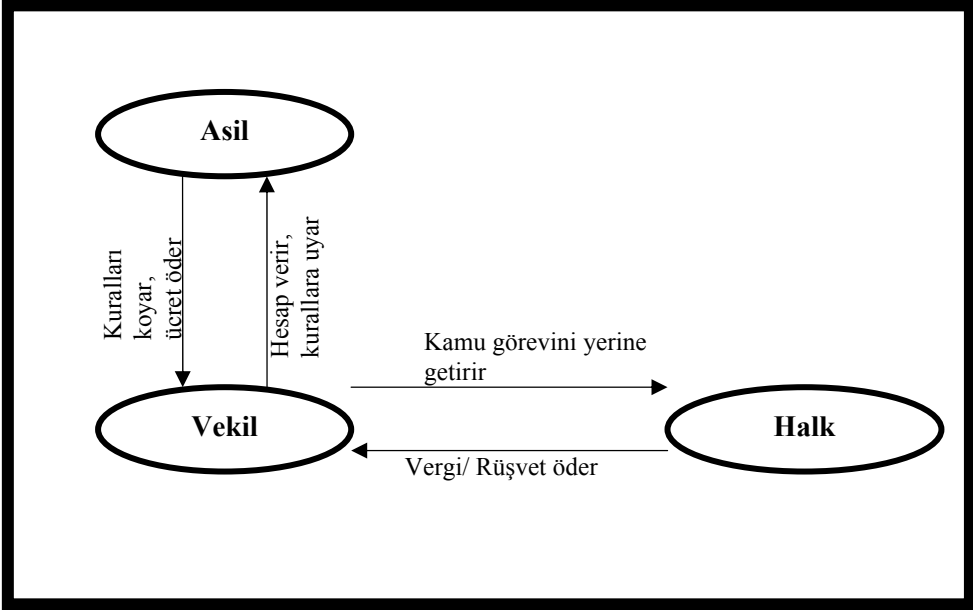 Asil
Kuralları
koyar,
ücret öder
Hesap verir,
kurallara uyar
Kamu görevini yerine
getirir
Vekil
Halk
Vergi/ Rüşvet öder